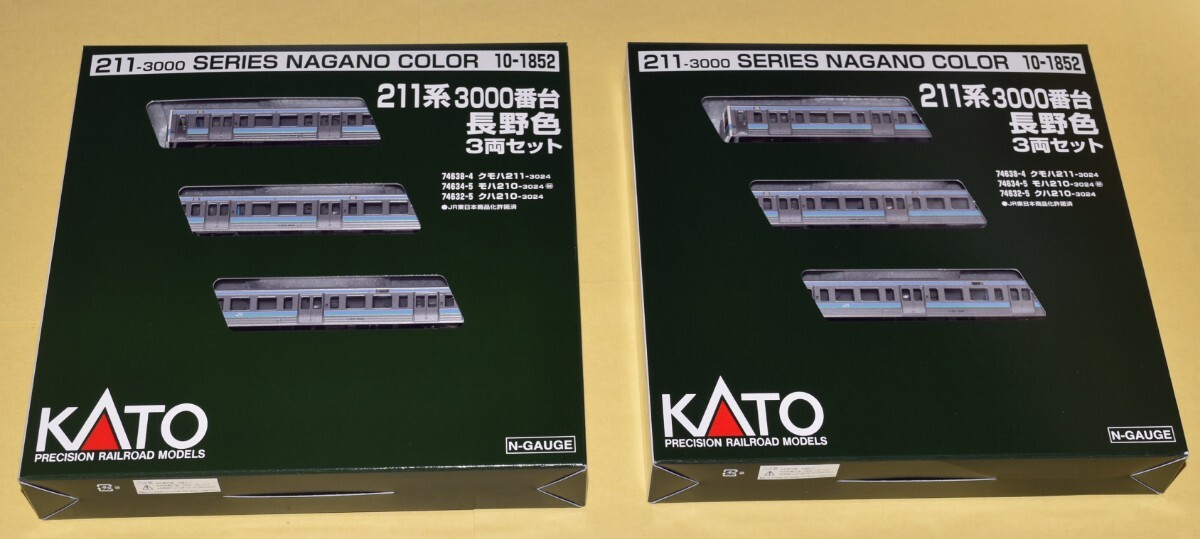 211-3000 SERIES NAGANO COLOR 10-1852
211系3000番台
長野色
3両セット
74638-4 クモハ211-3024
74634-5 モハ210-3024 Ⓜ
74632-5 クハ210-3024
●JR東日本商品化許諾済
KATO
PRECISION RAILROAD MODELS
N-GAUGE
211-3000 SERIES NAGANO COLOR 10-1852
211系3000番台
長野色
3両セット
74638-4 クモハ211-3024
74634-5 モハ210-3024 Ⓜ
74632-5 クハ210-3024
●JR東日本商品化許諾済
KATO
PRECISION RAILROAD MODELS
N-GAUGE